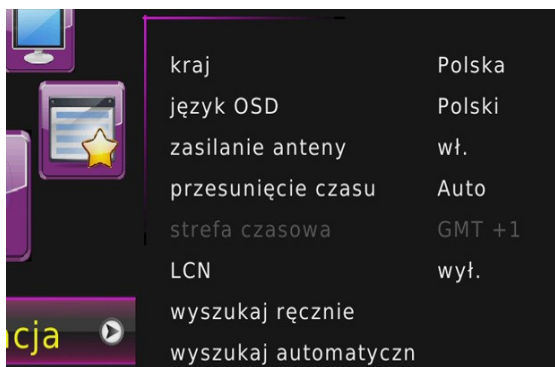 kraj Polska
język OSD Polski
zasilanie anteny wł.
przesunięcie czasu Auto
strefa czasowa GMT +1
LCN wył.
wyszukaj ręcznie
acja
wyszukaj automatyczn